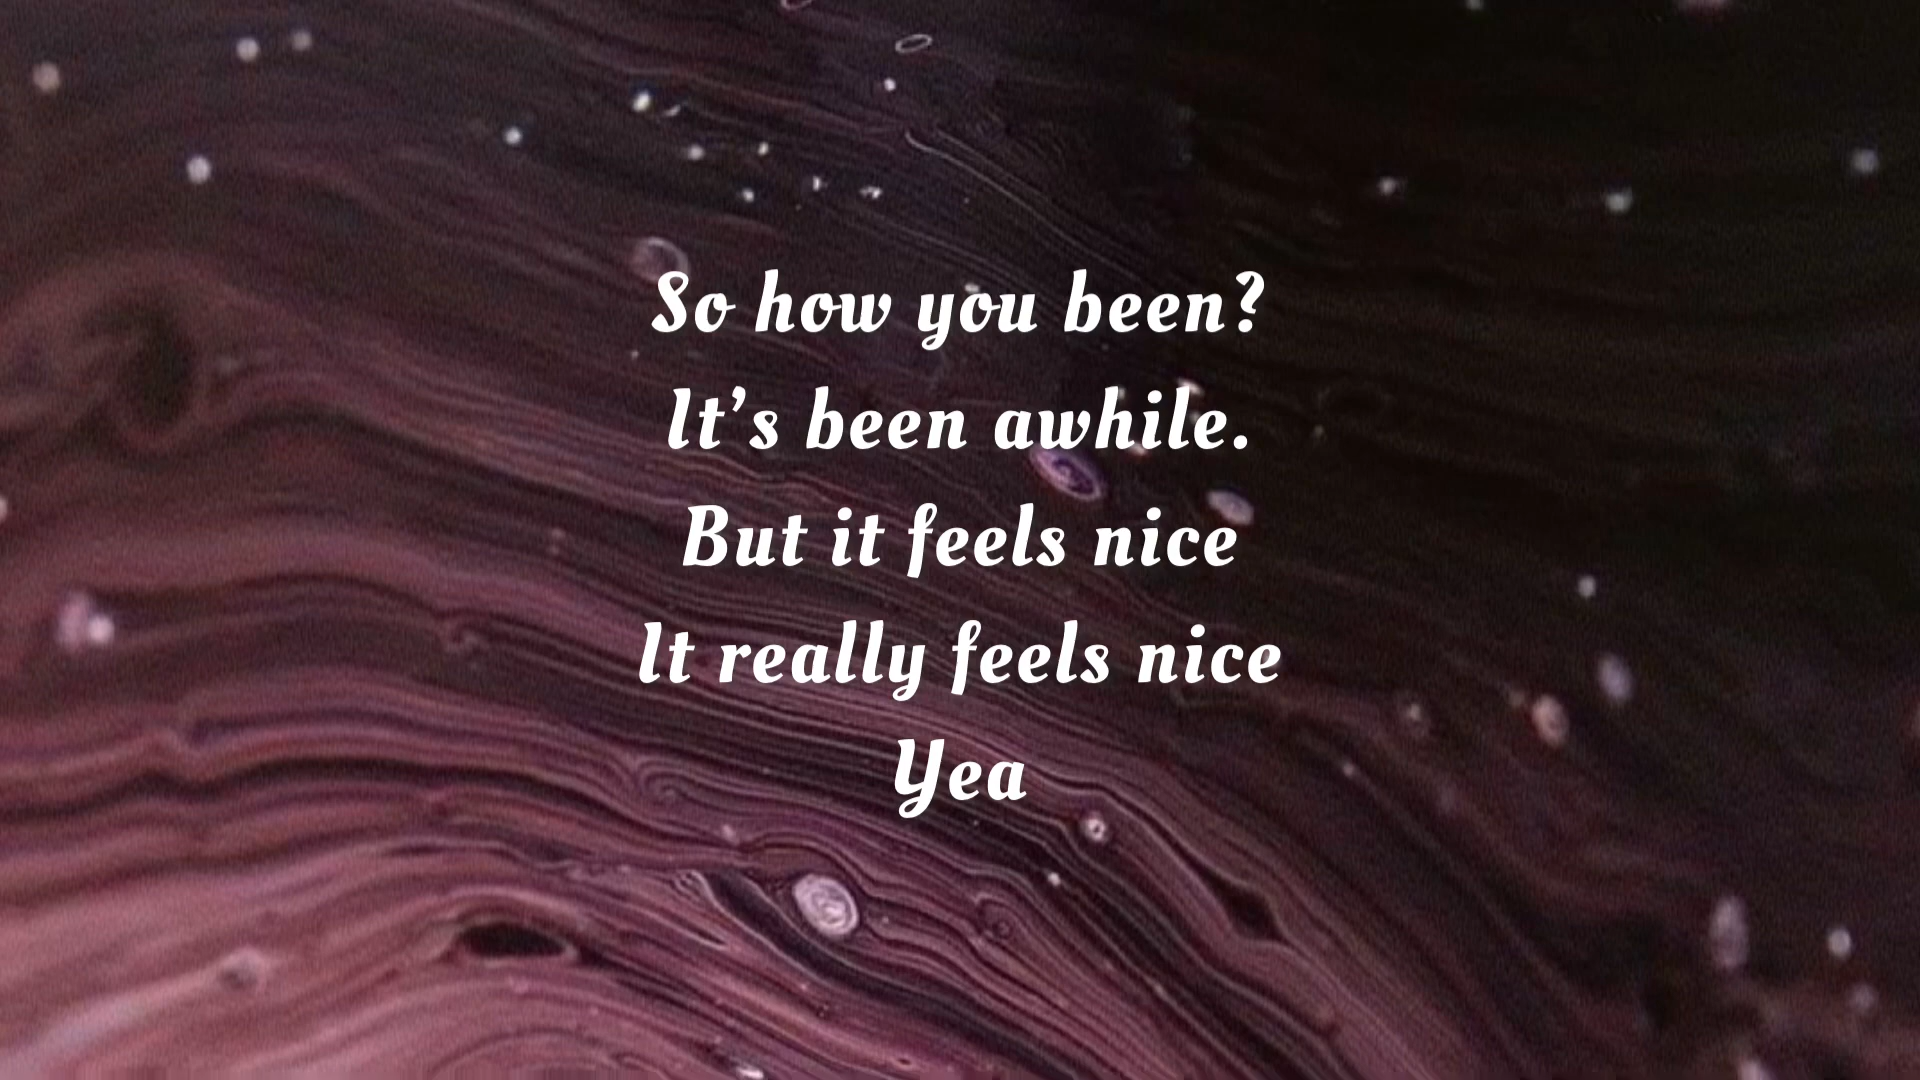 So how you been?
It’s been awhile.
But it feels nice
It really feels nice
Yea